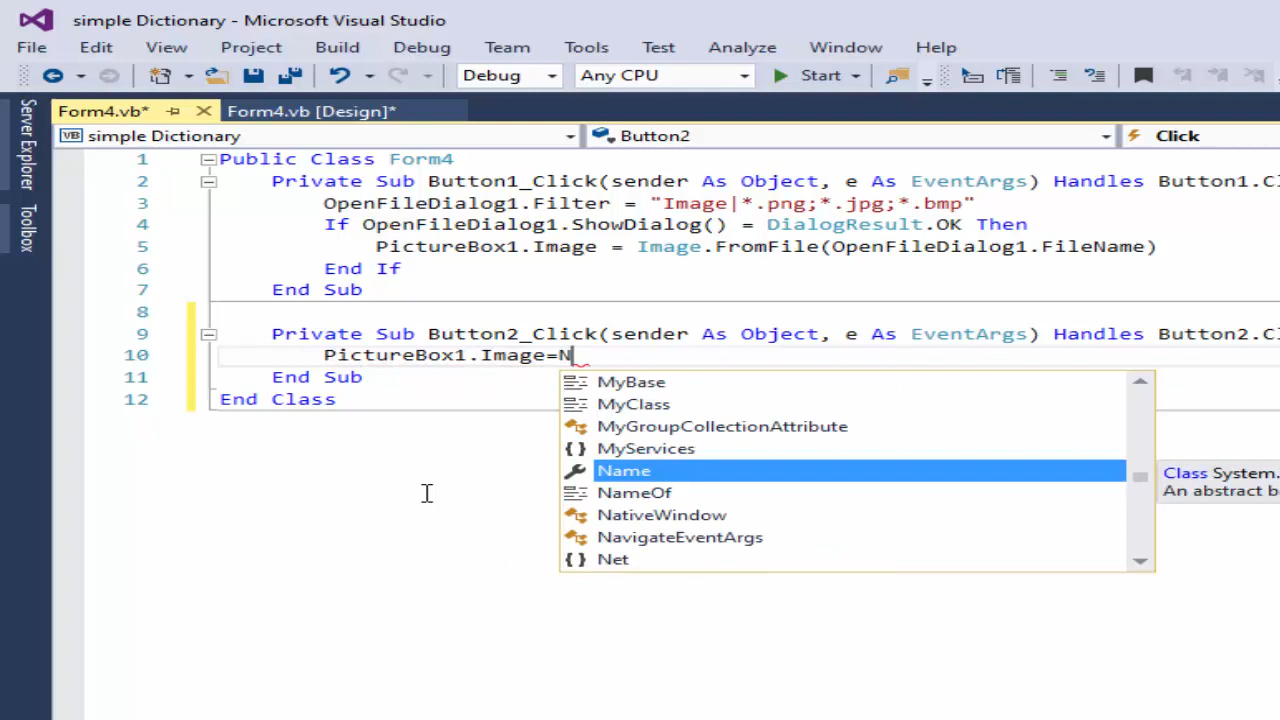 simple Dictionary - Microsoft Visual Studio
File Edit View Project Build Debug Team Tools Test Analyze Window Help
Debug Any CPU Start
Form4.vb* Form4.vb [Design]*
Server Explorer
Toolbox
VB simple Dictionary Button2 Click
1 Public Class Form4
2 Private Sub Button1_Click(sender As Object, e As EventArgs) Handles Button1.Cl
3 OpenFileDialog1.Filter = "Image|*.png;*.jpg;*.bmp"
4 If OpenFileDialog1.ShowDialog() = DialogResult.OK Then
5 PictureBox1.Image = Image.FromFile(OpenFileDialog1.FileName)
6 End If
7 End Sub
8
9 Private Sub Button2_Click(sender As Object, e As EventArgs) Handles Button2.Cl
10 PictureBox1.Image=N
11 End Sub
12 End Class
MyBase
MyClass
MyGroupCollectionAttribute
MyServices
Name
NameOf
NativeWindow
NavigateEventArgs
Net
Class System.
An abstract b